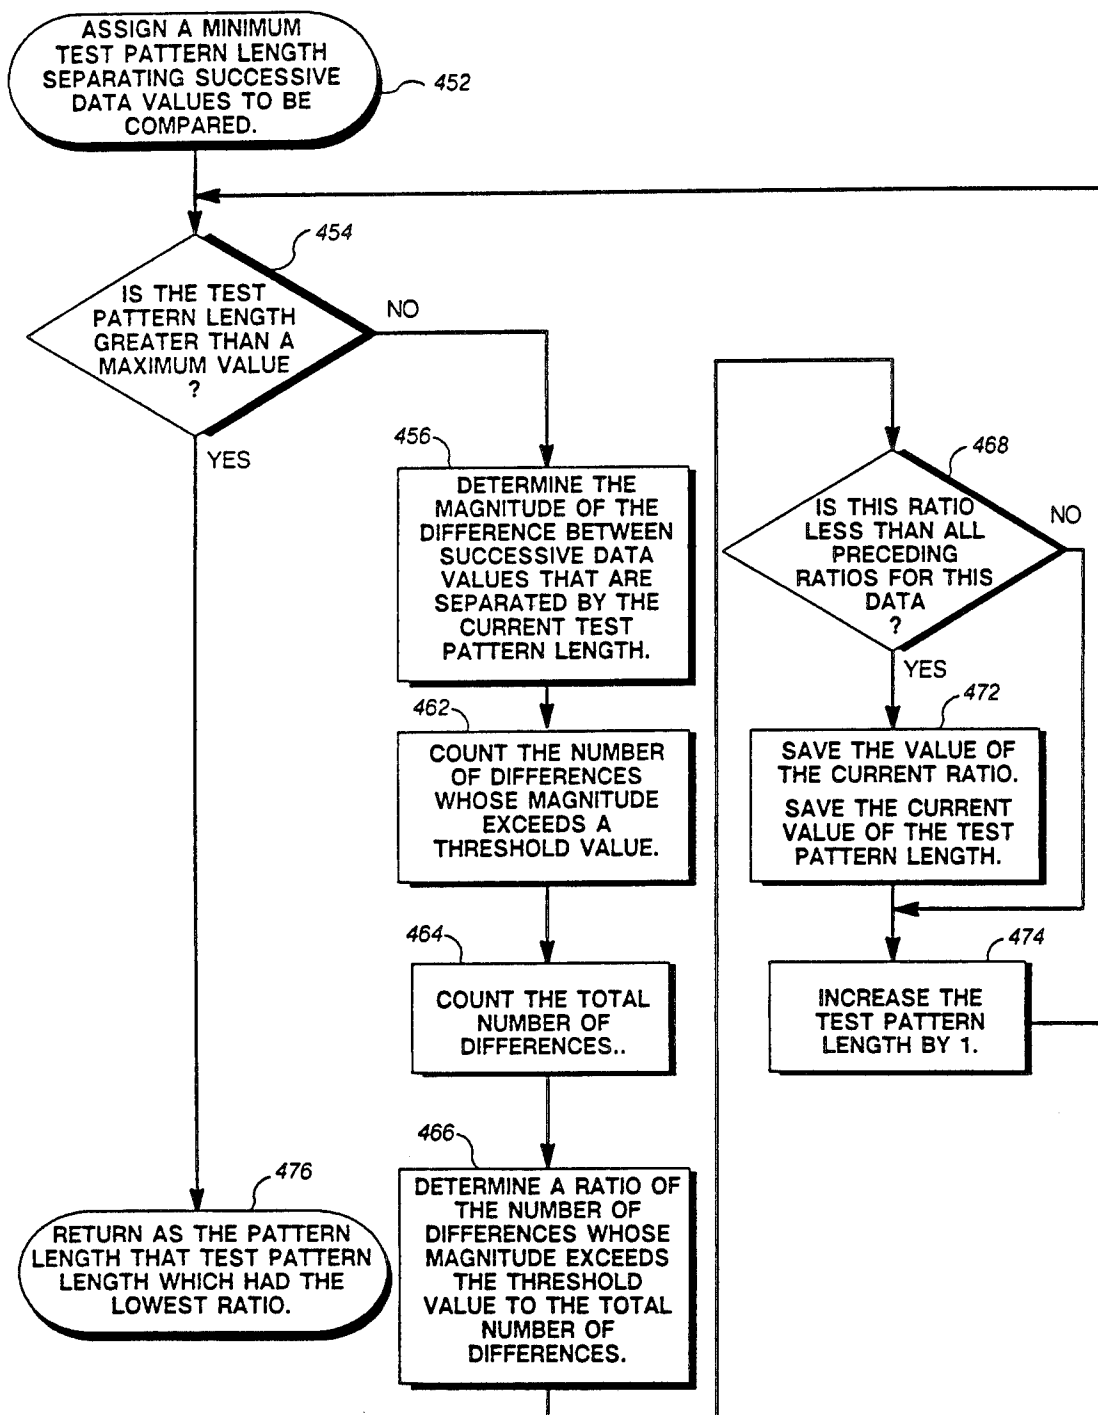 ASSIGN A MINIMUM
TEST PATTERN LENGTH
SEPARATING SUCCESSIVE
DATA VALUES TO BE
COMPARED.
452
454
IS THE TEST
PATTERN LENGTH
GREATER THAN A
MAXIMUM VALUE
?
NO
YES
456
DETERMINE THE
MAGNITUDE OF THE
DIFFERENCE BETWEEN
SUCCESSIVE DATA
VALUES THAT ARE
SEPARATED BY THE
CURRENT TEST
PATTERN LENGTH.
462
COUNT THE NUMBER
OF DIFFERENCES
WHOSE MAGNITUDE
EXCEEDS A
THRESHOLD VALUE.
464
COUNT THE TOTAL
NUMBER OF
DIFFERENCES..
466
DETERMINE A RATIO OF
THE NUMBER OF
DIFFERENCES WHOSE
MAGNITUDE EXCEEDS
THE THRESHOLD
VALUE TO THE TOTAL
NUMBER OF
DIFFERENCES.
468
IS THIS RATIO
LESS THAN ALL
PRECEDING
RATIOS FOR THIS
DATA
?
NO
YES
472
SAVE THE VALUE OF
THE CURRENT RATIO.
SAVE THE CURRENT
VALUE OF THE TEST
PATTERN LENGTH.
474
INCREASE THE
TEST PATTERN
LENGTH BY 1.
476
RETURN AS THE PATTERN
LENGTH THAT TEST PATTERN
LENGTH WHICH HAD THE
LOWEST RATIO.